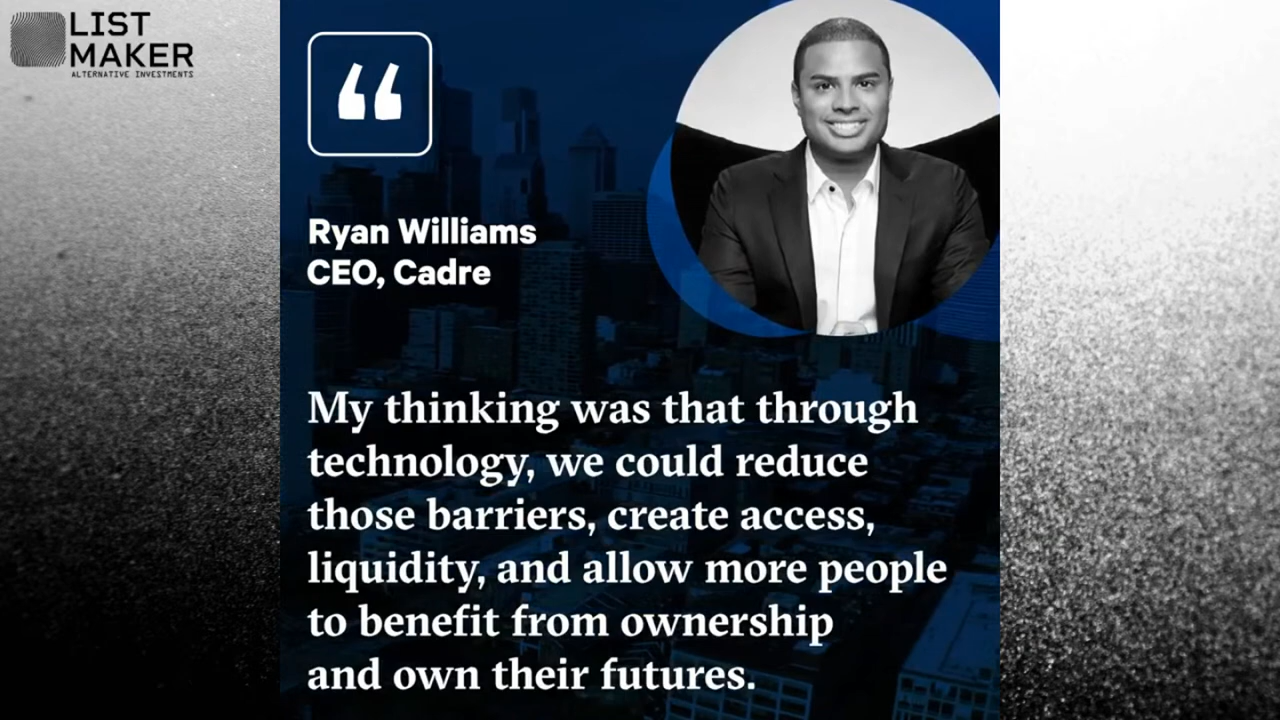 LIST
MAKER
ALTERNATIVE INVESTMENTS
Ryan Williams
CEO, Cadre
My thinking was that through
technology, we could reduce
those barriers, create access,
liquidity, and allow more people
to benefit from ownership
and own their futures.